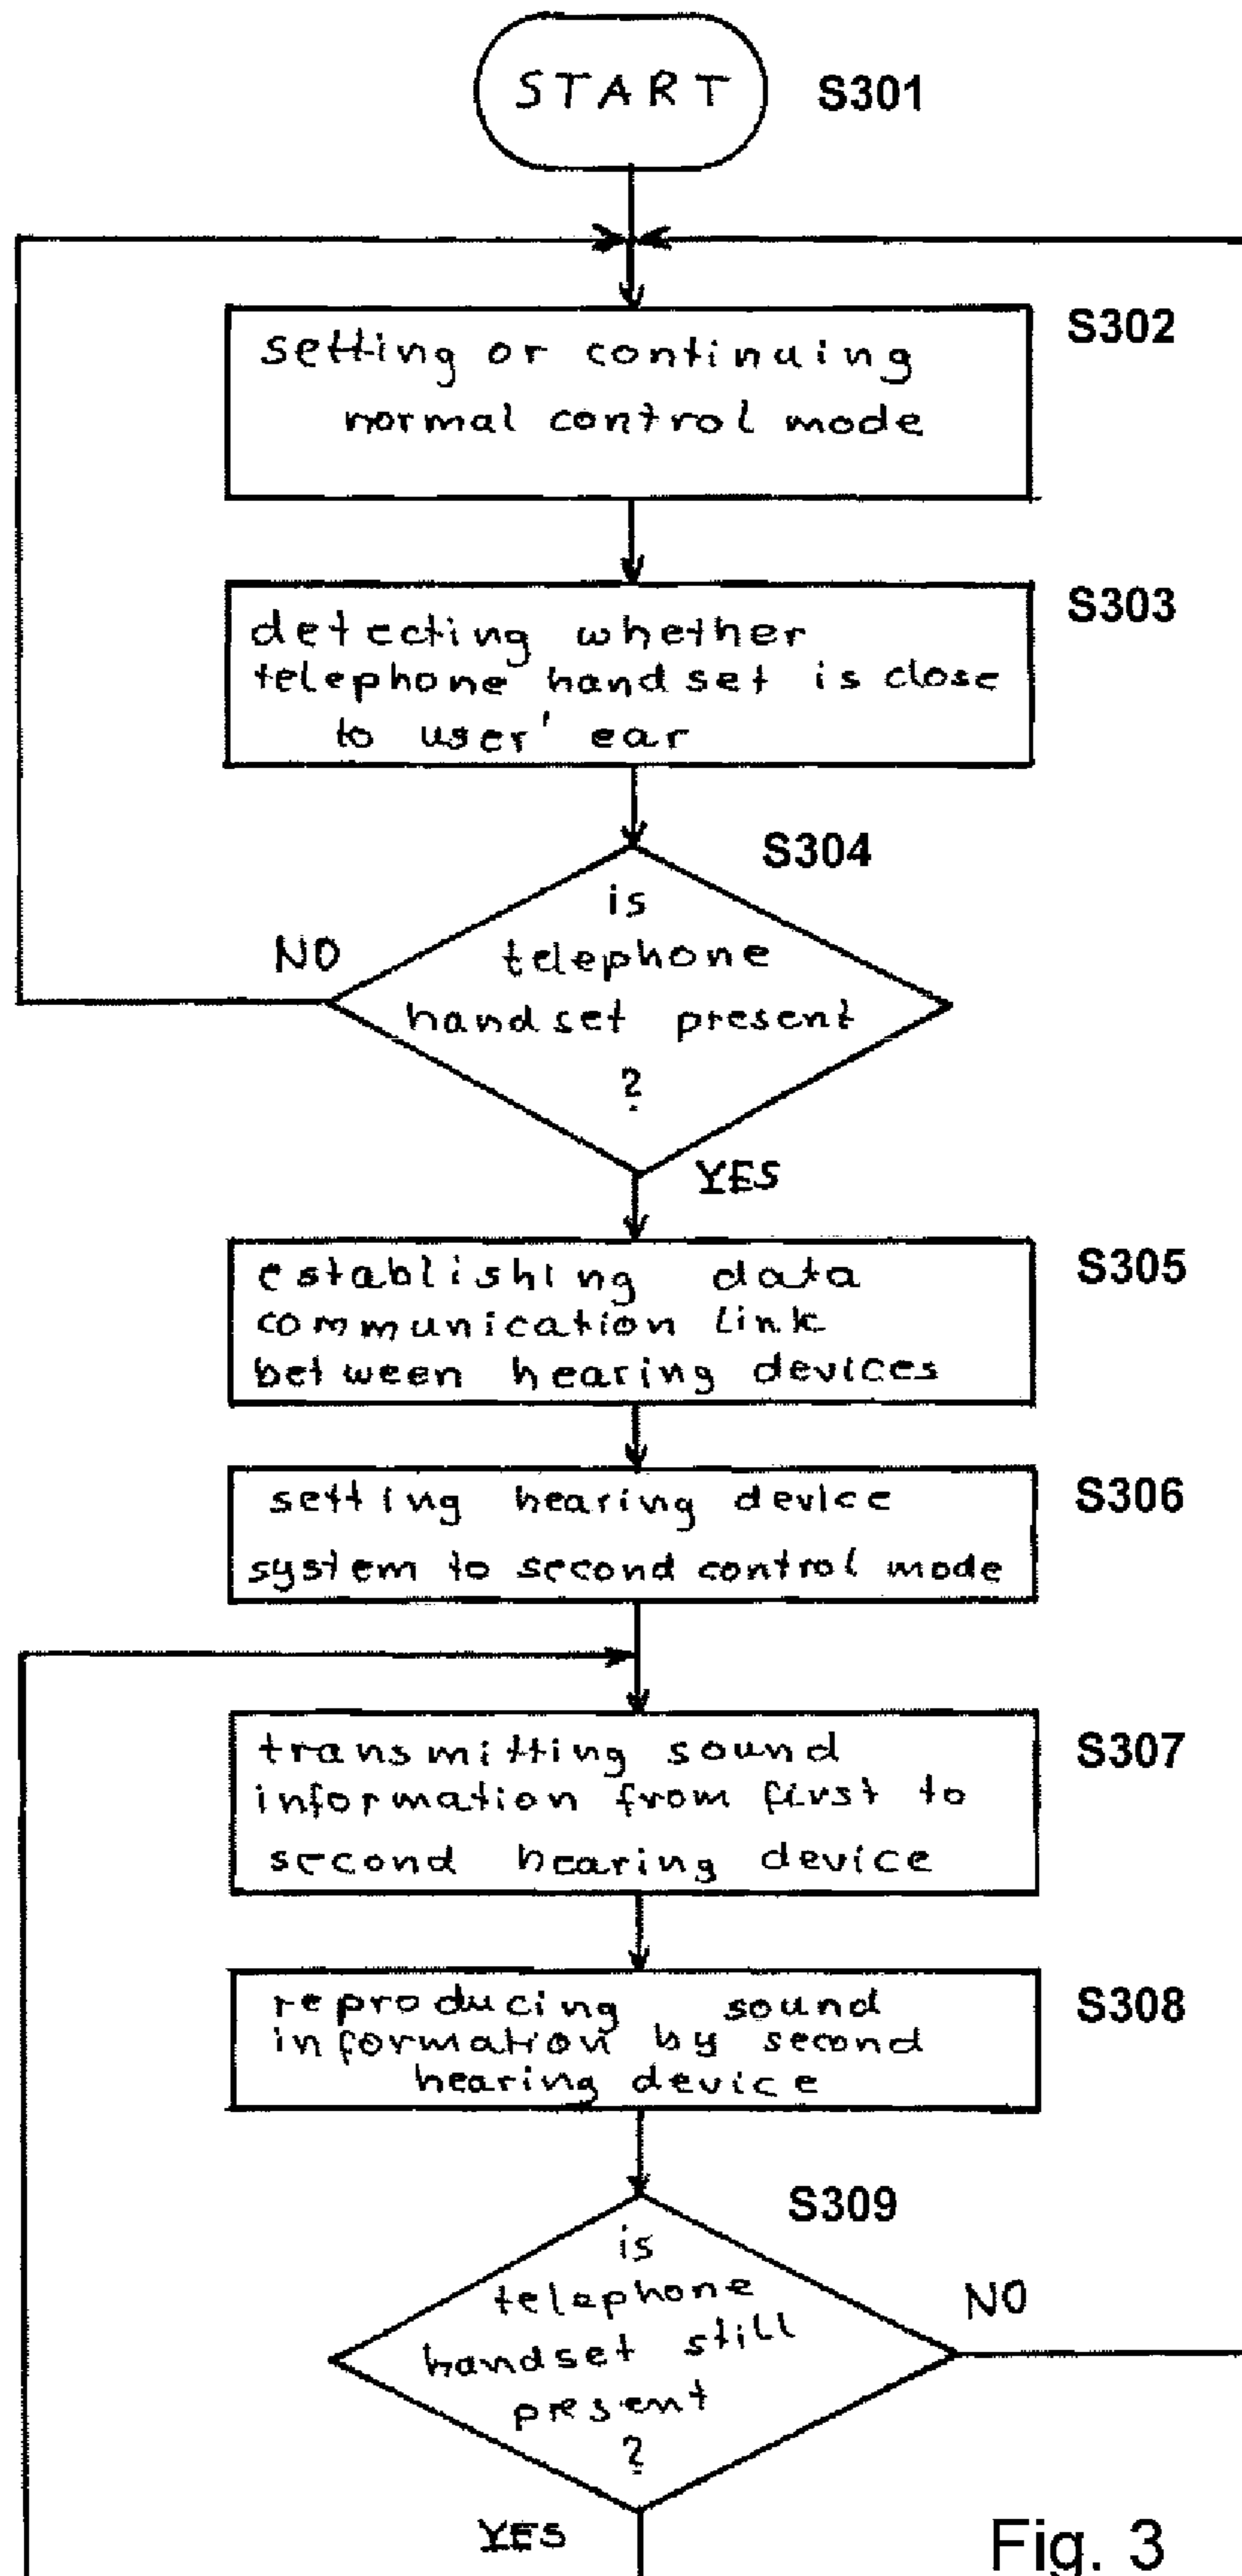 START S301
S302
setting or continuing
normal control mode
S303
detecting whether
telephone handset is close
to user' ear
S304
is
telephone
handset present
?
NO
YES
S305
establishing data
communication link
between hearing devices
S306
setting hearing device
system to second control mode
S307
transmitting sound
information from first to
second hearing device
S308
reproducing sound
information by second
hearing device
S309
is
telephone
handset still
present
?
NO
YES
Fig. 3